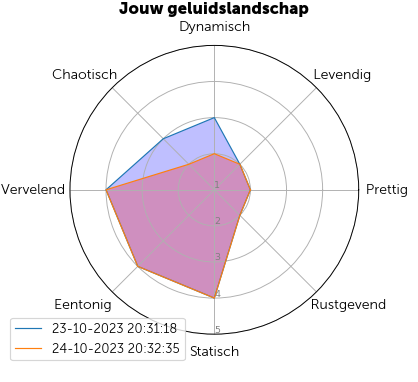 Jouw geluidslandschap
Dynamisch
Chaotisch
Levendig
Vervelend
1
Prettig
2
3
4
Eentonig
Rustgevend
5
23-10-2023 20:31:18
24-10-2023 20:32:35
Statisch